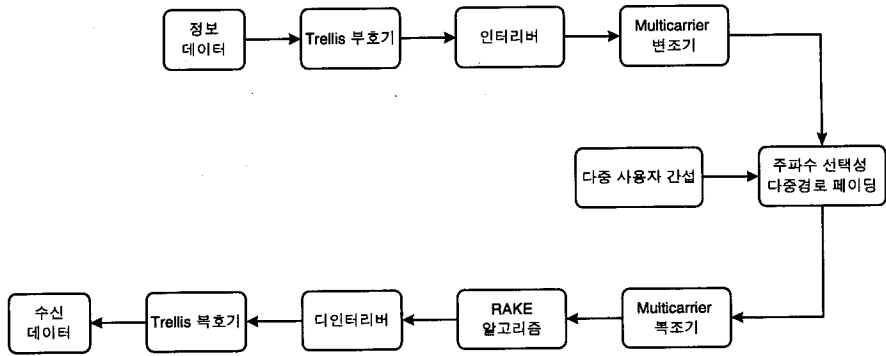 정보
데이터
Trellis 부호기
인터리버
Multicarrier
변조기
다중 사용자 간섭
주파수 선택성
다중경로 페이딩
수신
데이터
Trellis 복호기
디인터리버
RAKE
알고리즘
Multicarrier
복조기